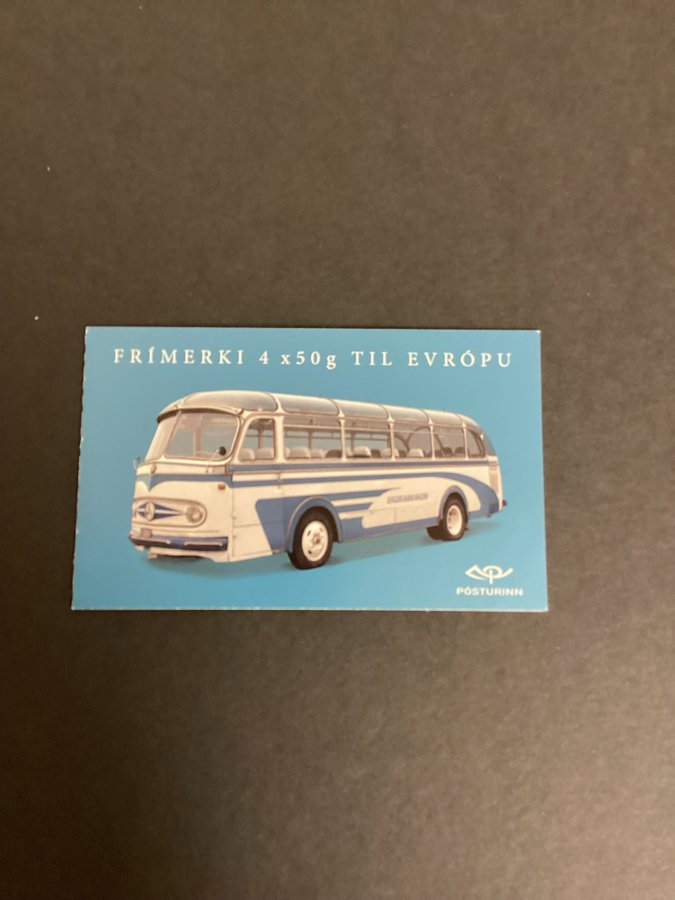 FRÍMERKI 4 x50g TIL EVRÓPU
PÓSTURINN